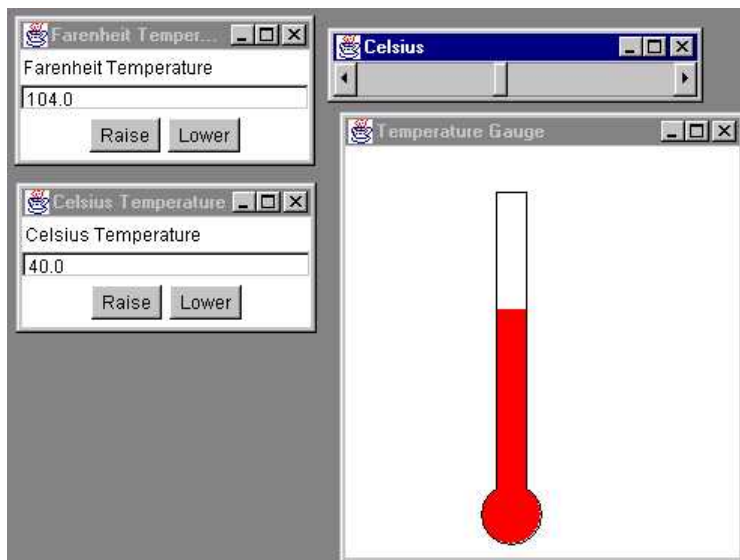 Farenheit Temper...
Farenheit Temperature
104.0
Raise Lower
Celsius Temperature
Celsius Temperature
40.0
Raise Lower
Celsius
Temperature Gauge